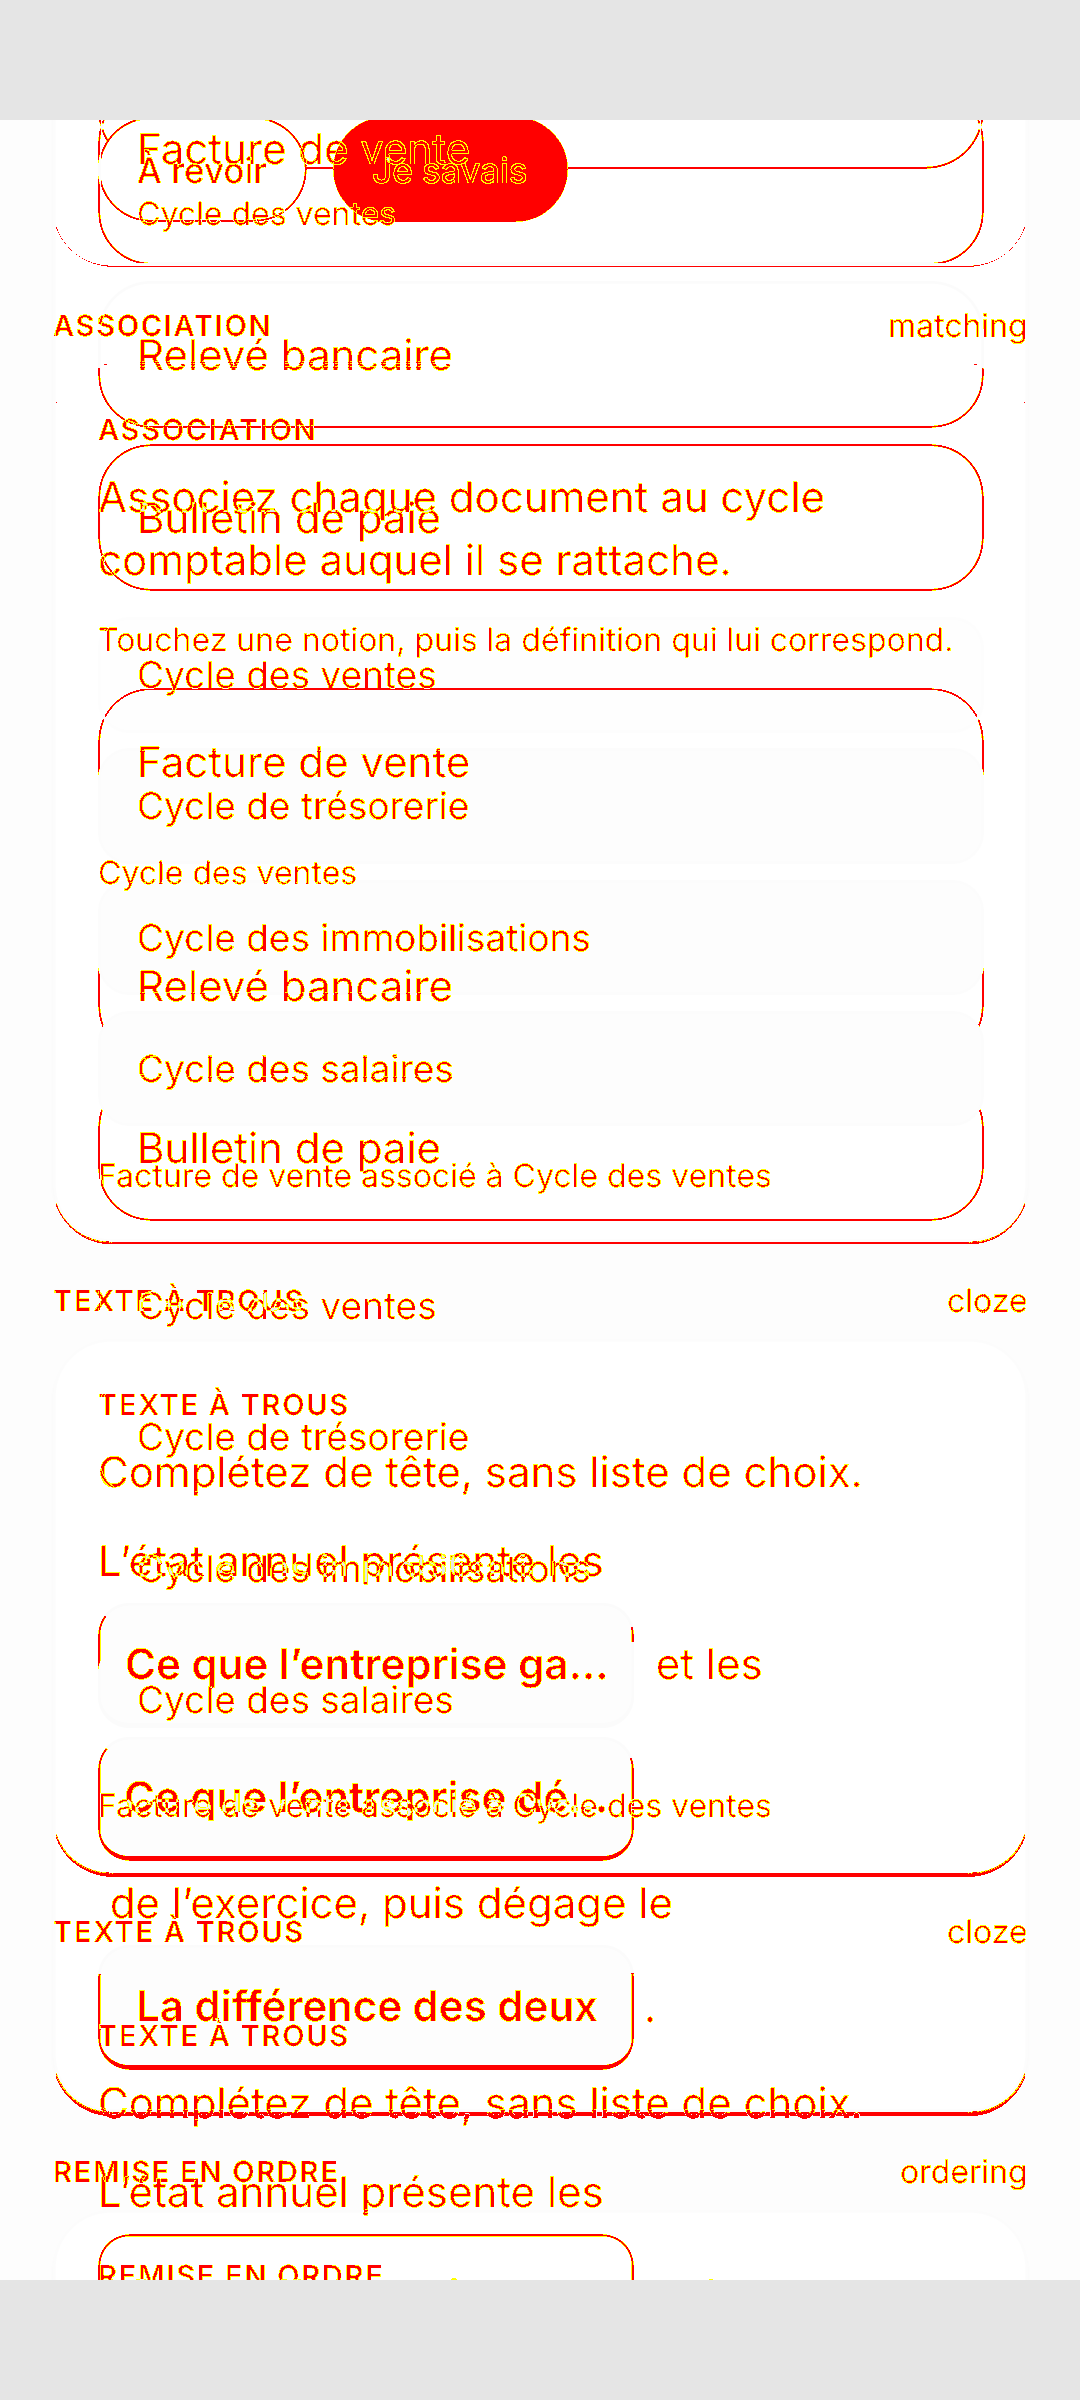 Facture de vente
À revoir
Je savais
Cycle des ventes
ASSOCIATION
matching
Relevé bancaire
ASSOCIATION
Associez chaque document au cycle
Bulletin de paie
comptable auquel il se rattache.
Touchez une notion, puis la définition qui lui correspond.
Cycle des ventes
Facture de vente
Cycle de trésorerie
Cycle des ventes
Cycle des immobilisations
Relevé bancaire
Cycle des salaires
Bulletin de paie
Facture de vente associé à Cycle des ventes
TEXTE À TROUS
cloze
Cycle des ventes
TEXTE À TROUS
Cycle de trésorerie
Complétez de tête, sans liste de choix.
L’état annuel présente les
Cycle des immobilisations
Ce que l’entreprise ga…
et les
Cycle des salaires
Ce que l’entreprise dé…
Facture de vente associé à Cycle des ventes
de l’exercice, puis dégage le
TEXTE À TROUS
cloze
La différence des deux
.
TEXTE À TROUS
Complétez de tête, sans liste de choix.
REMISE EN ORDRE
ordering
L’état annuel présente les
REMISE EN ORDRE